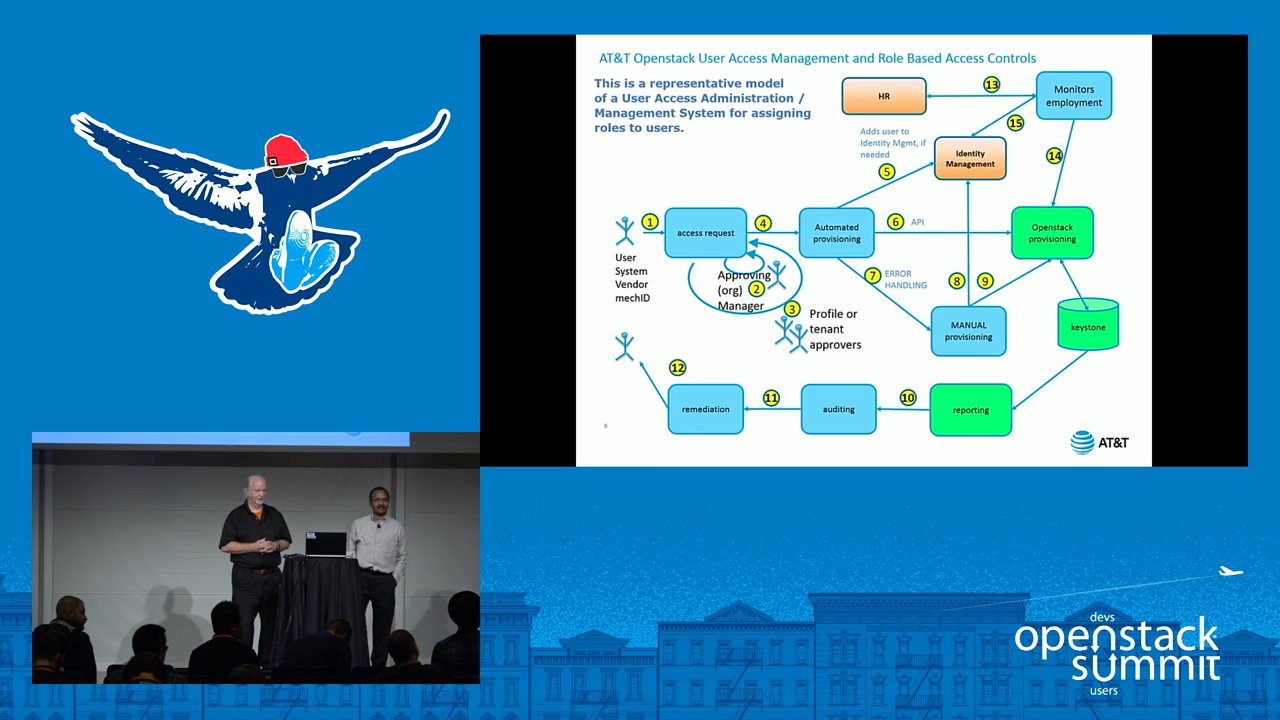 AT&T Openstack User Access Management and Role Based Access Controls
This is a representative model
of a User Access Administration /
Management System for assigning
roles to users.
HR
13
Monitors
employment
15
Adds user to
Identity Mgmt, if
needed
Identity
Management
14
5
1
access request
4
Automated
provisioning
6
API
Openstack
provisioning
User
System
Vendor
mechID
Approving
(org)
Manager
2
7
ERROR
HANDLING
8
9
3
Profile or
tenant
approvers
MANUAL
provisioning
keystone
12
remediation
11
auditing
10
reporting
8
AT&T
devs
openstack
summit
users